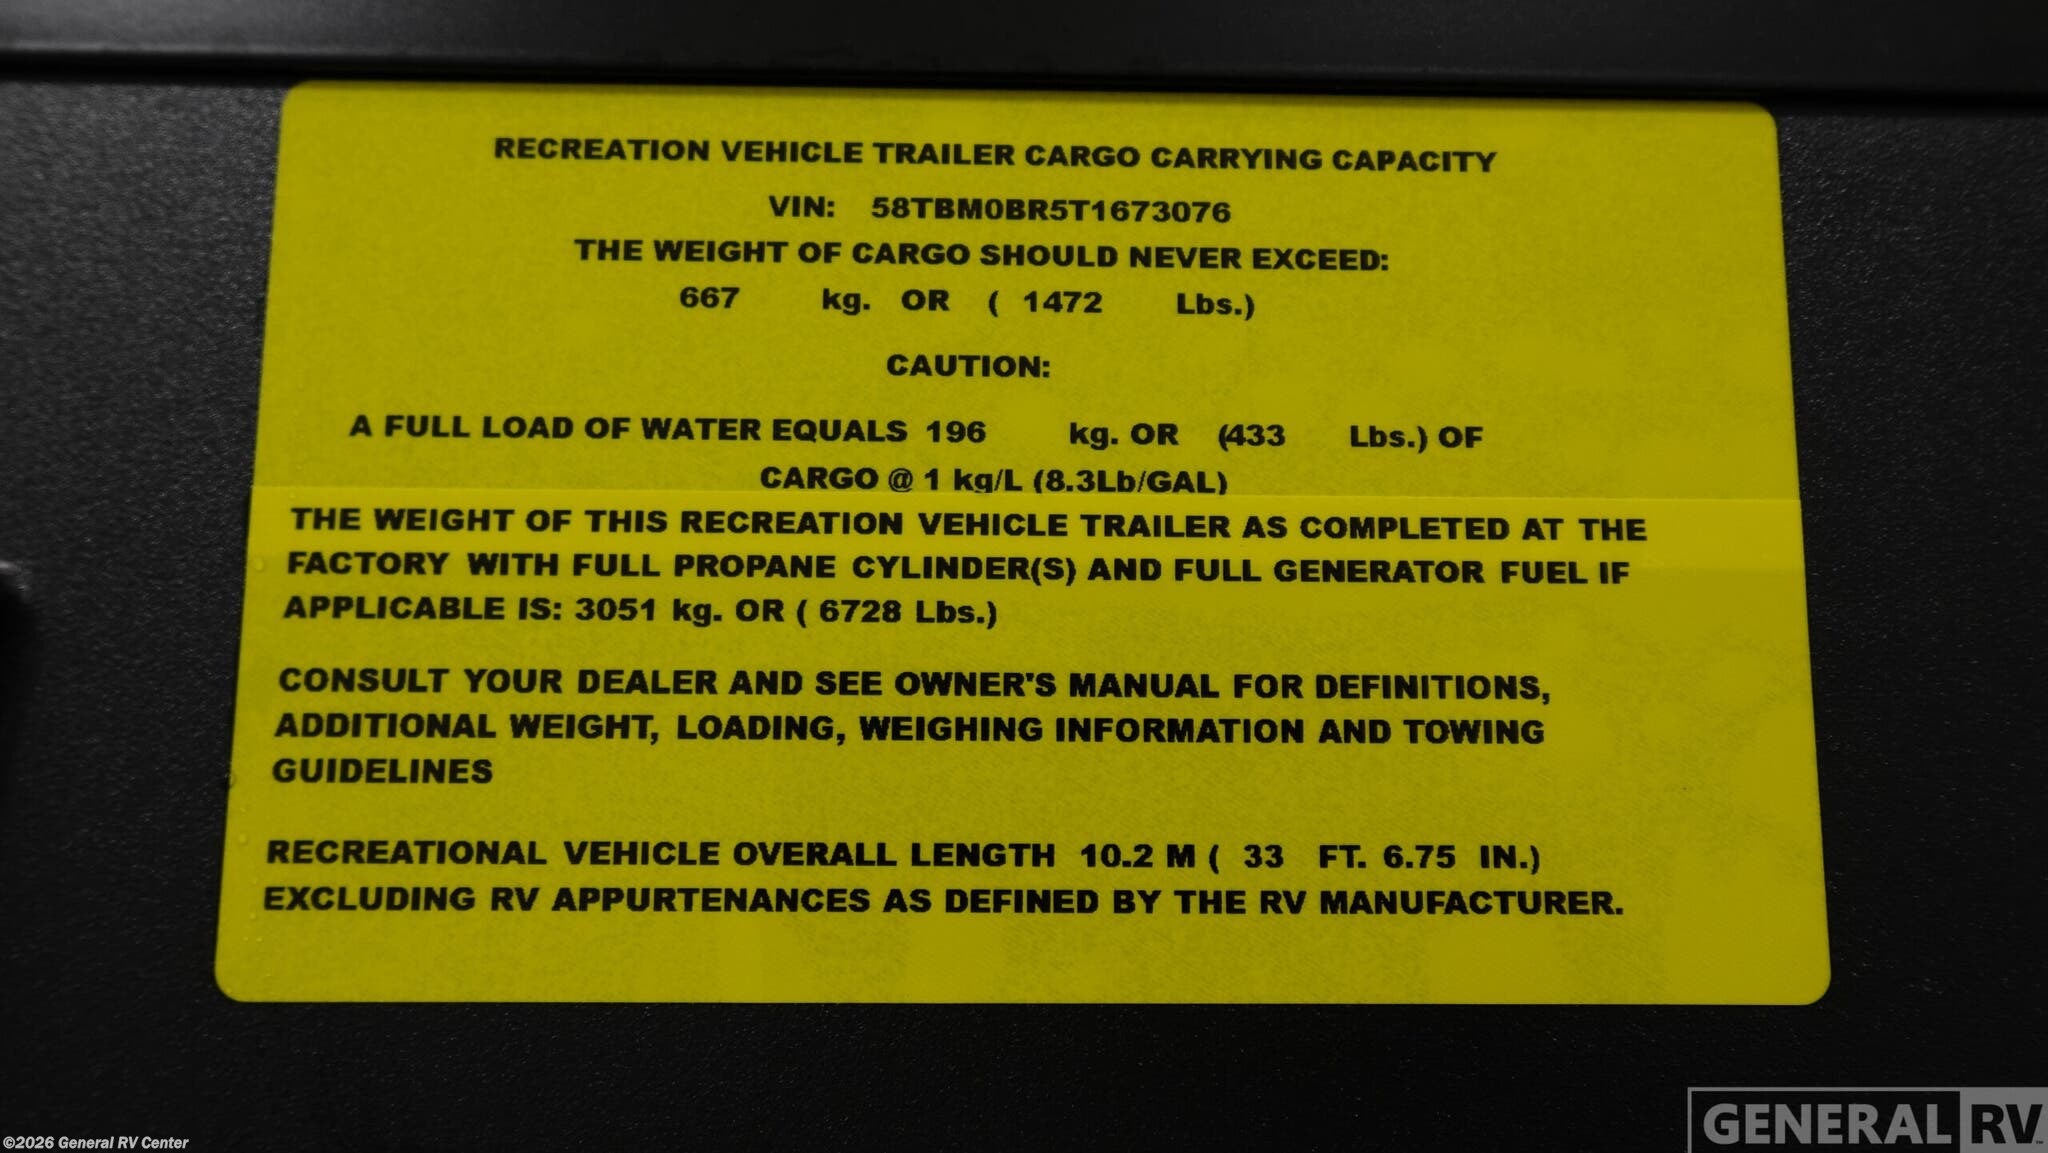 RECREATION VEHICLE TRAILER CARGO CARRYING CAPACITY
VIN: 58TBM0BR5T1673076
THE WEIGHT OF CARGO SHOULD NEVER EXCEED:
667 kg. OR ( 1472 Lbs.)
CAUTION:
A FULL LOAD OF WATER EQUALS 196 kg. OR (433 Lbs.) OF
CARGO @ 1 kg/L (8.3Lb/GAL)
THE WEIGHT OF THIS RECREATION VEHICLE TRAILER AS COMPLETED AT THE
FACTORY WITH FULL PROPANE CYLINDER(S) AND FULL GENERATOR FUEL IF
APPLICABLE IS: 3051 kg. OR ( 6728 Lbs.)
CONSULT YOUR DEALER AND SEE OWNER'S MANUAL FOR DEFINITIONS,
ADDITIONAL WEIGHT, LOADING, WEIGHING INFORMATION AND TOWING
GUIDELINES
RECREATIONAL VEHICLE OVERALL LENGTH 10.2 M ( 33 FT. 6.75 IN.)
EXCLUDING RV APPURTENANCES AS DEFINED BY THE RV MANUFACTURER.
©2026 General RV Center
GENERAL RV